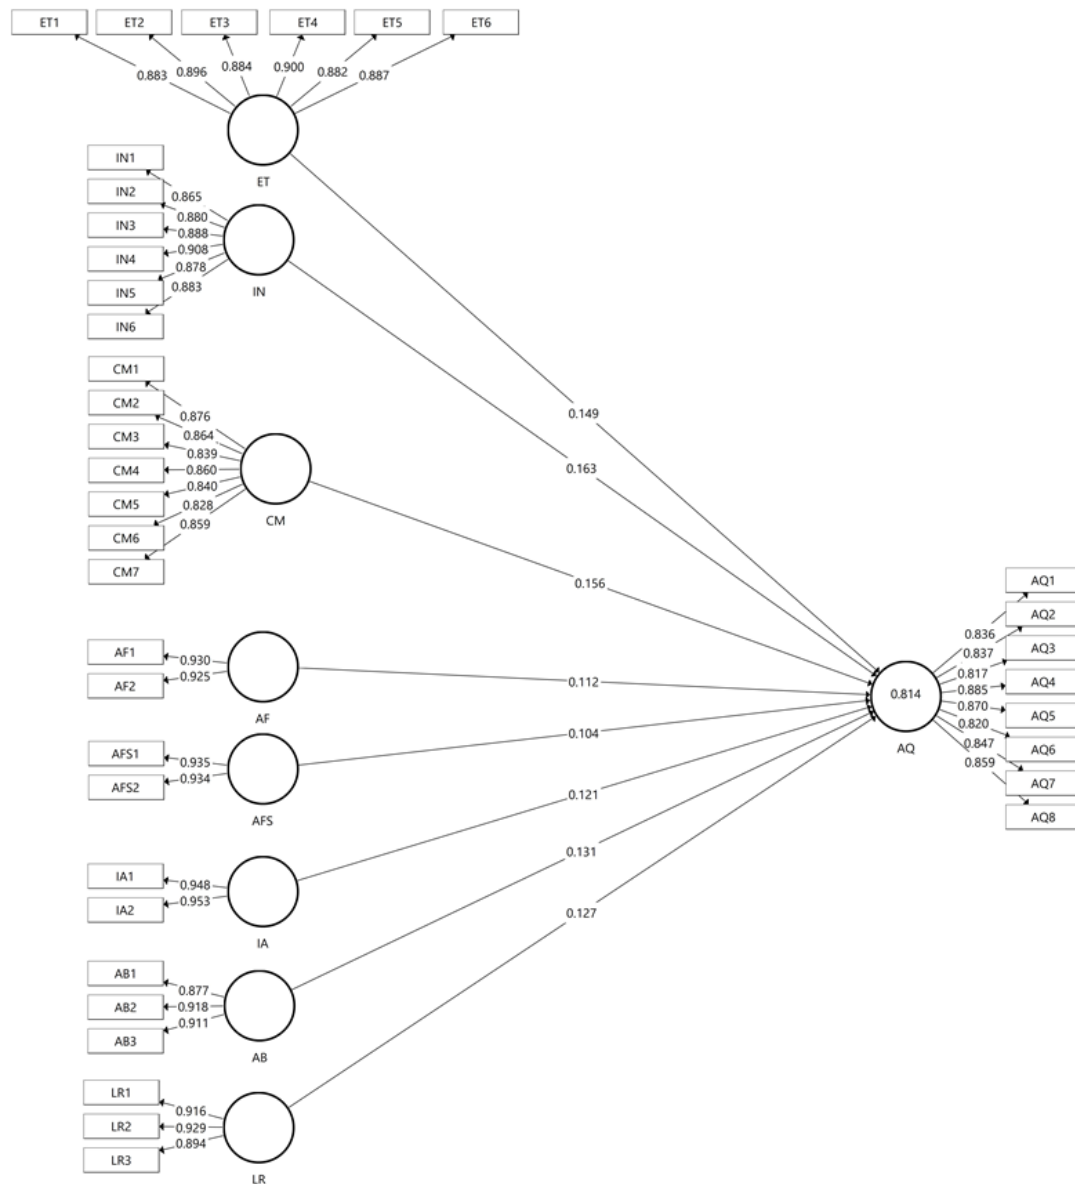 ET1 ET2 ET3 ET4 ET5 ET6
0.883 0.896 0.884 0.900 0.882 0.887
ET
IN1
IN2
IN3
IN4
IN5
IN6
0.865
0.880
0.888
0.908
0.878
0.883
IN
CM1
CM2
CM3
CM4
CM5
CM6
CM7
0.876
0.864
0.839
0.860
0.840
0.828
0.859
CM
AF1
AF2
0.930
0.925
AF
AFS1
AFS2
0.935
0.934
AFS
IA1
IA2
0.948
0.953
IA
AB1
AB2
AB3
0.877
0.918
0.911
AB
LR1
LR2
LR3
0.916
0.929
0.894
LR
0.149
0.163
0.156
0.112
0.104
0.121
0.131
0.127
0.814
AQ
0.836
0.837
0.817
0.885
0.870
0.820
0.847
0.859
AQ1
AQ2
AQ3
AQ4
AQ5
AQ6
AQ7
AQ8